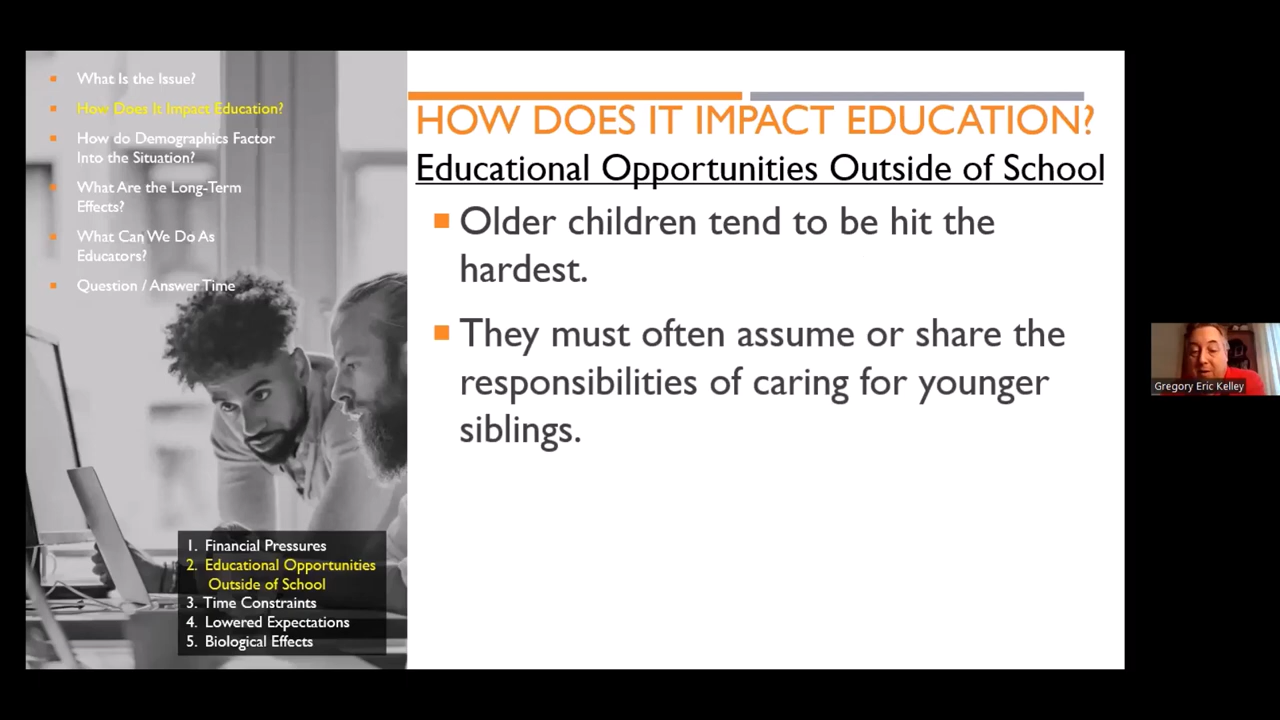 What Is the Issue?
How Does It Impact Education?
How do Demographics Factor
Into the Situation?
What Are the Long-Term
Effects?
What Can We Do As
Educators?
Question / Answer Time
1. Financial Pressures
2. Educational Opportunities
Outside of School
3. Time Constraints
4. Lowered Expectations
5. Biological Effects
HOW DOES IT IMPACT EDUCATION?
Educational Opportunities Outside of School
Older children tend to be hit the
hardest.
They must often assume or share the
responsibilities of caring for younger
siblings.
Gregory Eric Kelley